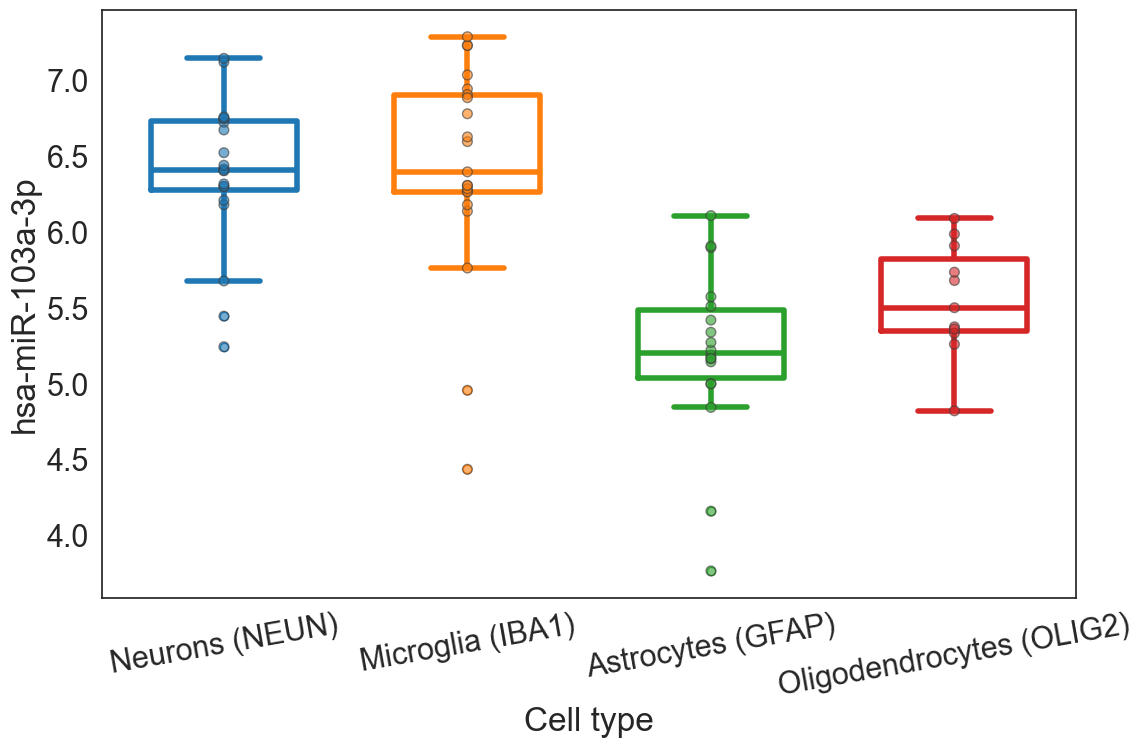 hsa-miR-103a-3p
7.0
6.5
6.0
5.5
5.0
4.5
4.0
Neurons (NEUN)
Microglia (IBA1)
Astrocytes (GFAP)
Oligodendrocytes (OLIG2)
Cell type